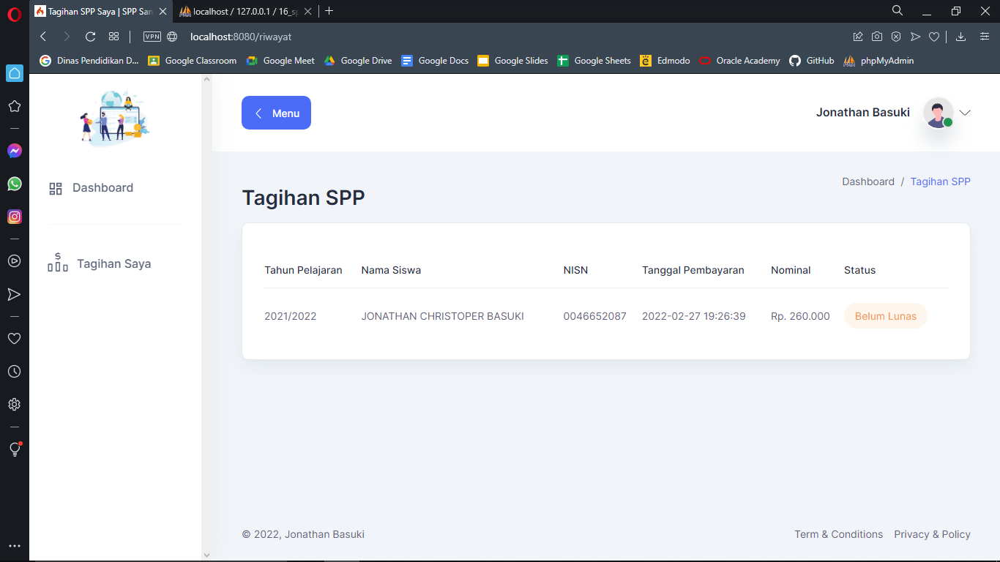 Tagihan SPP Saya | SPP San
localhost / 127.0.0.1 / 16_sp
VPN
localhost:8080/riwayat
Dinas Pendidikan D...
Google Classroom
Google Meet
Google Drive
Google Docs
Google Slides
Google Sheets
Edmodo
Oracle Academy
GitHub
phpMyAdmin
Menu
Jonathan Basuki
Dashboard
Tagihan Saya
Dashboard / Tagihan SPP
Tagihan SPP
Tahun Pelajaran Nama Siswa NISN Tanggal Pembayaran Nominal Status
2021/2022 JONATHAN CHRISTOPER BASUKI 0046652087 2022-02-27 19:26:39 Rp. 260.000 Belum Lunas
© 2022, Jonathan Basuki
Term & Conditions Privacy & Policy